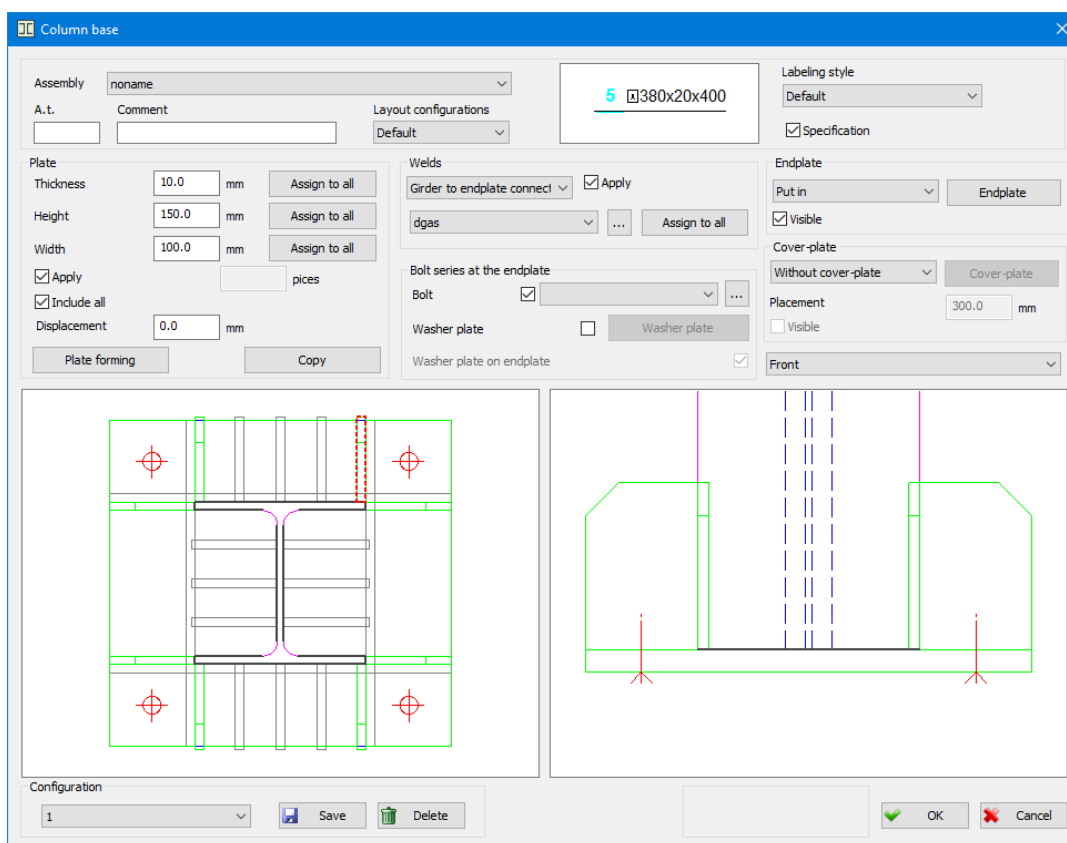 Column base
Assembly noname
A.t. Comment Layout configurations
Default
5 380x20x400
Labeling style
Default
Specification
Plate
Thickness 10.0 mm Assign to all
Height 150.0 mm Assign to all
Width 100.0 mm Assign to all
Apply pices
Include all
Displacement 0.0 mm
Plate forming Copy
Welds
Girder to endplate connect Apply
dgas ... Assign to all
Bolt series at the endplate
Bolt ...
Washer plate Washer plate
Washer plate on endplate
Endplate
Put in Endplate
Visible
Cover-plate
Without cover-plate Cover-plate
Placement 300.0 mm
Visible
Front
Configuration
1 Save Delete
OK Cancel